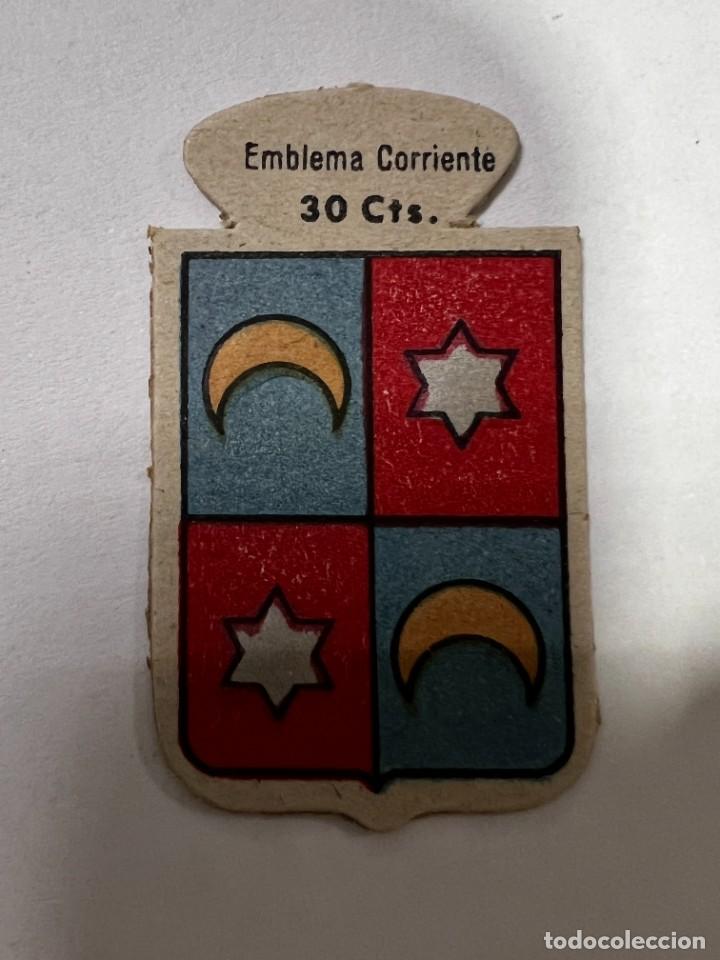 Emblema Corriente
30 Cts.
todocoleccion